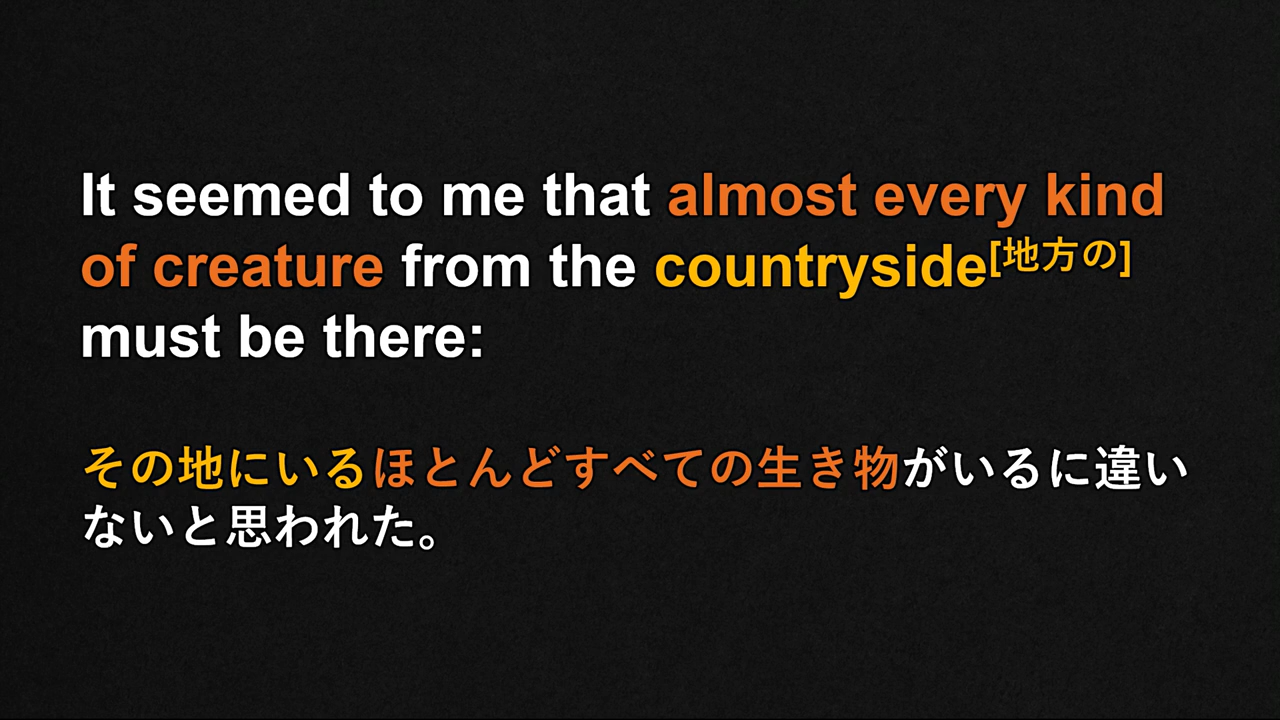 It seemed to me that almost every kind
of creature from the countryside[地方の]
must be there:
その地にいるほとんどすべての生き物がいるに違い
ないと思われた。